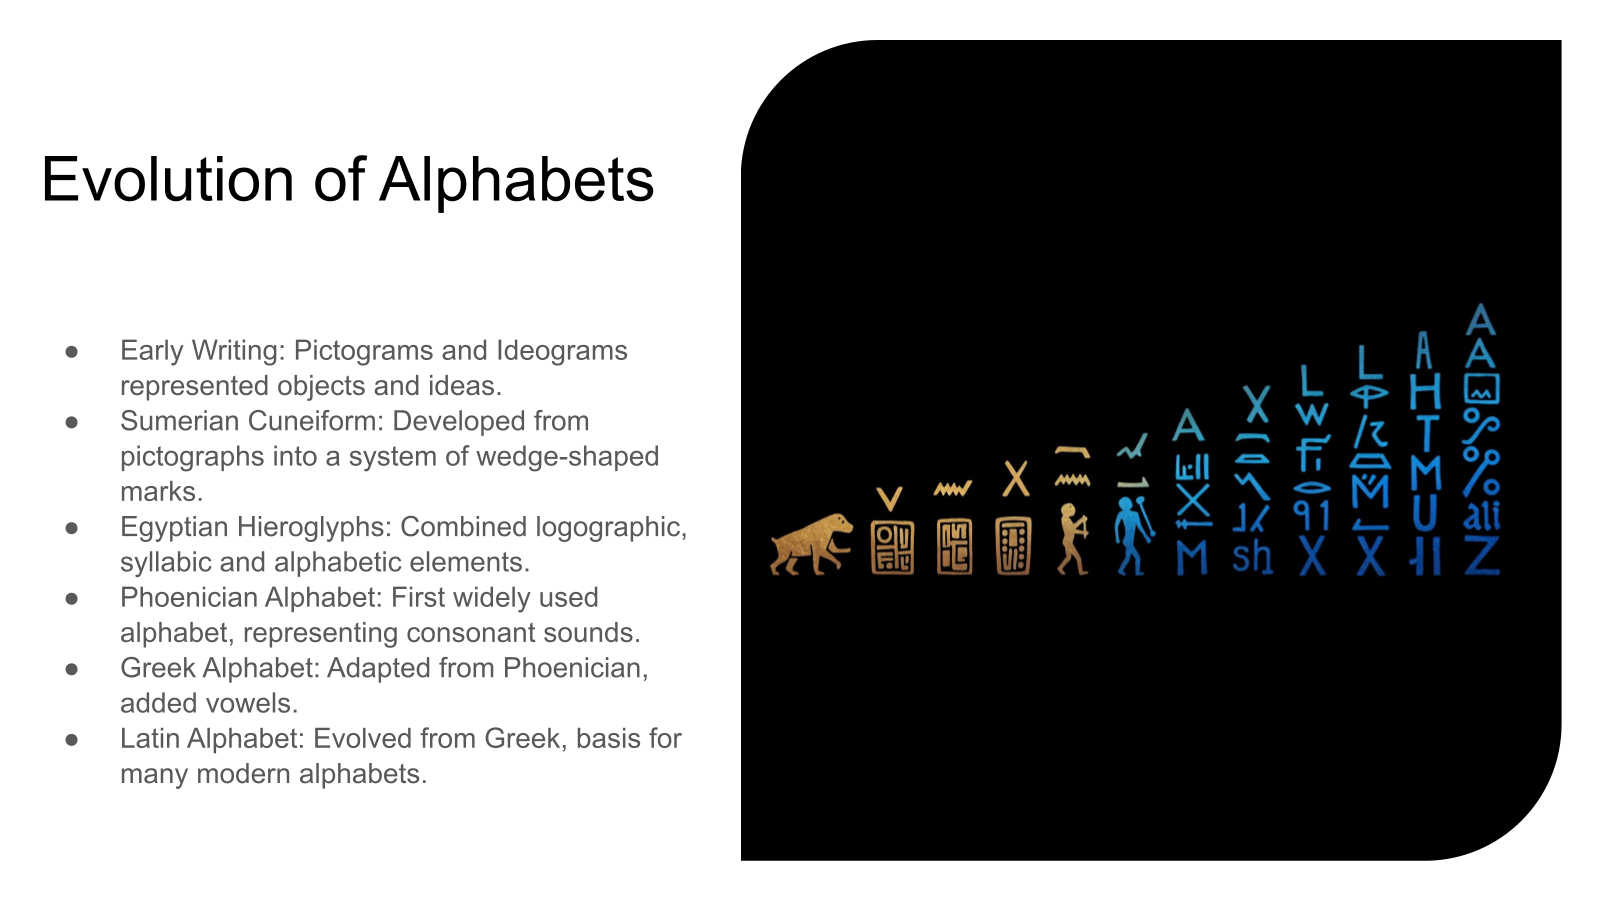 Evolution of Alphabets
● Early Writing: Pictograms and Ideograms
represented objects and ideas.
● Sumerian Cuneiform: Developed from
pictographs into a system of wedge-shaped
marks.
● Egyptian Hieroglyphs: Combined logographic,
syllabic and alphabetic elements.
● Phoenician Alphabet: First widely used
alphabet, representing consonant sounds.
● Greek Alphabet: Adapted from Phoenician,
added vowels.
● Latin Alphabet: Evolved from Greek, basis for
many modern alphabets.